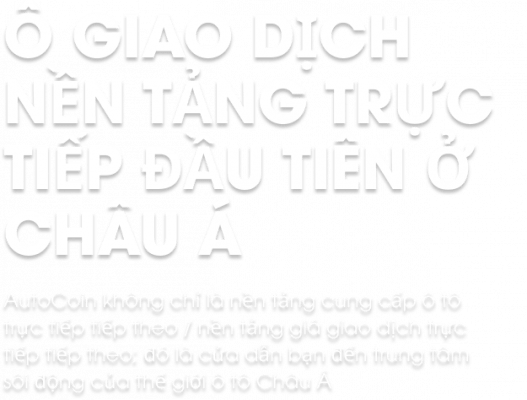 Ô GIAO DỊCH
NỀN TẢNG TRỰC
TIẾP ĐẦU TIÊN Ở
CHÂU Á
AutoCoin không chỉ là nền tảng cung cấp ô tô
trực tiếp tiếp theo / nền tảng giá giao dịch trực
tiếp tiếp theo; đó là cửa dẫn bạn đến trung tâm
sôi động của thế giới ô tô Châu Á